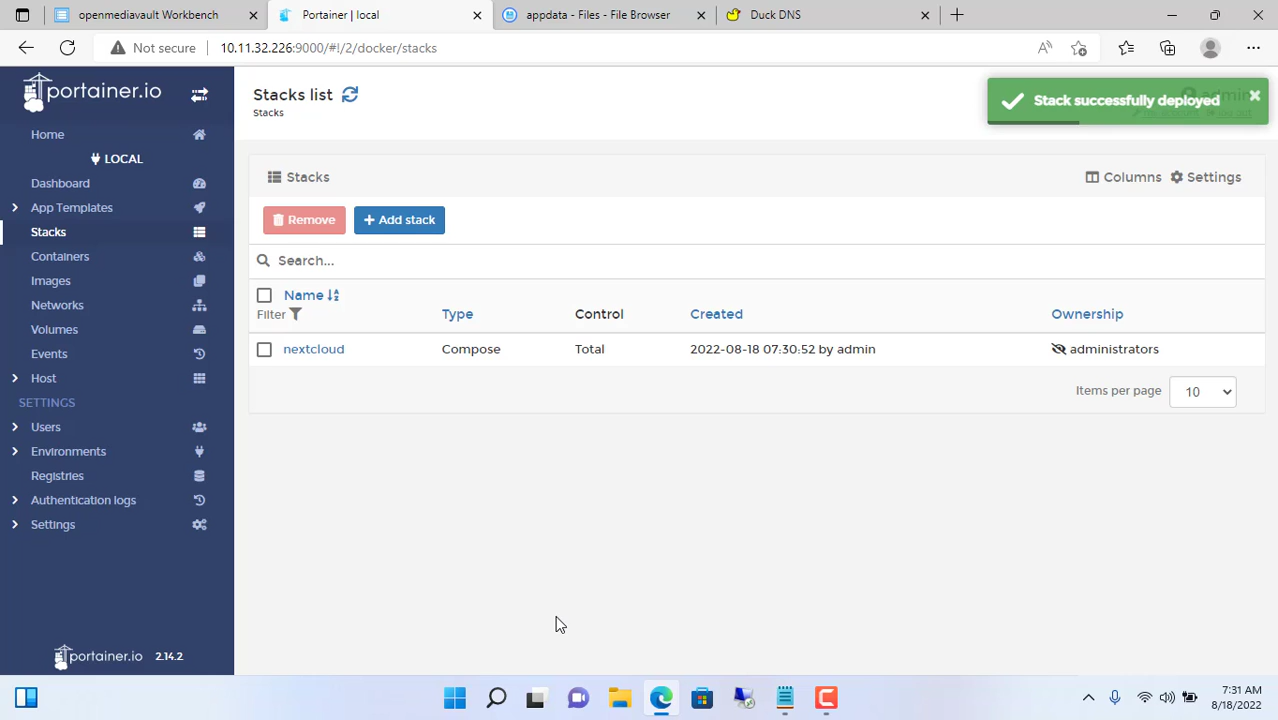 openmediavault Workbench
Portainer | local
appdata - Files - File Browser
Duck DNS
Not secure
10.11.32.226:9000/#!/2/docker/stacks
portainer.io
Home
LOCAL
Dashboard
App Templates
Stacks
Containers
Images
Networks
Volumes
Events
Host
SETTINGS
Users
Environments
Registries
Authentication logs
Settings
portainer.io 2.14.2
Stacks list
Stacks
Stack successfully deployed
Stacks
Columns
Settings
Remove
Add stack
Search...
Name
Filter
Type
Control
Created
Ownership
nextcloud
Compose
Total
2022-08-18 07:30:52 by admin
administrators
Items per page
10
7:31 AM
8/18/2022